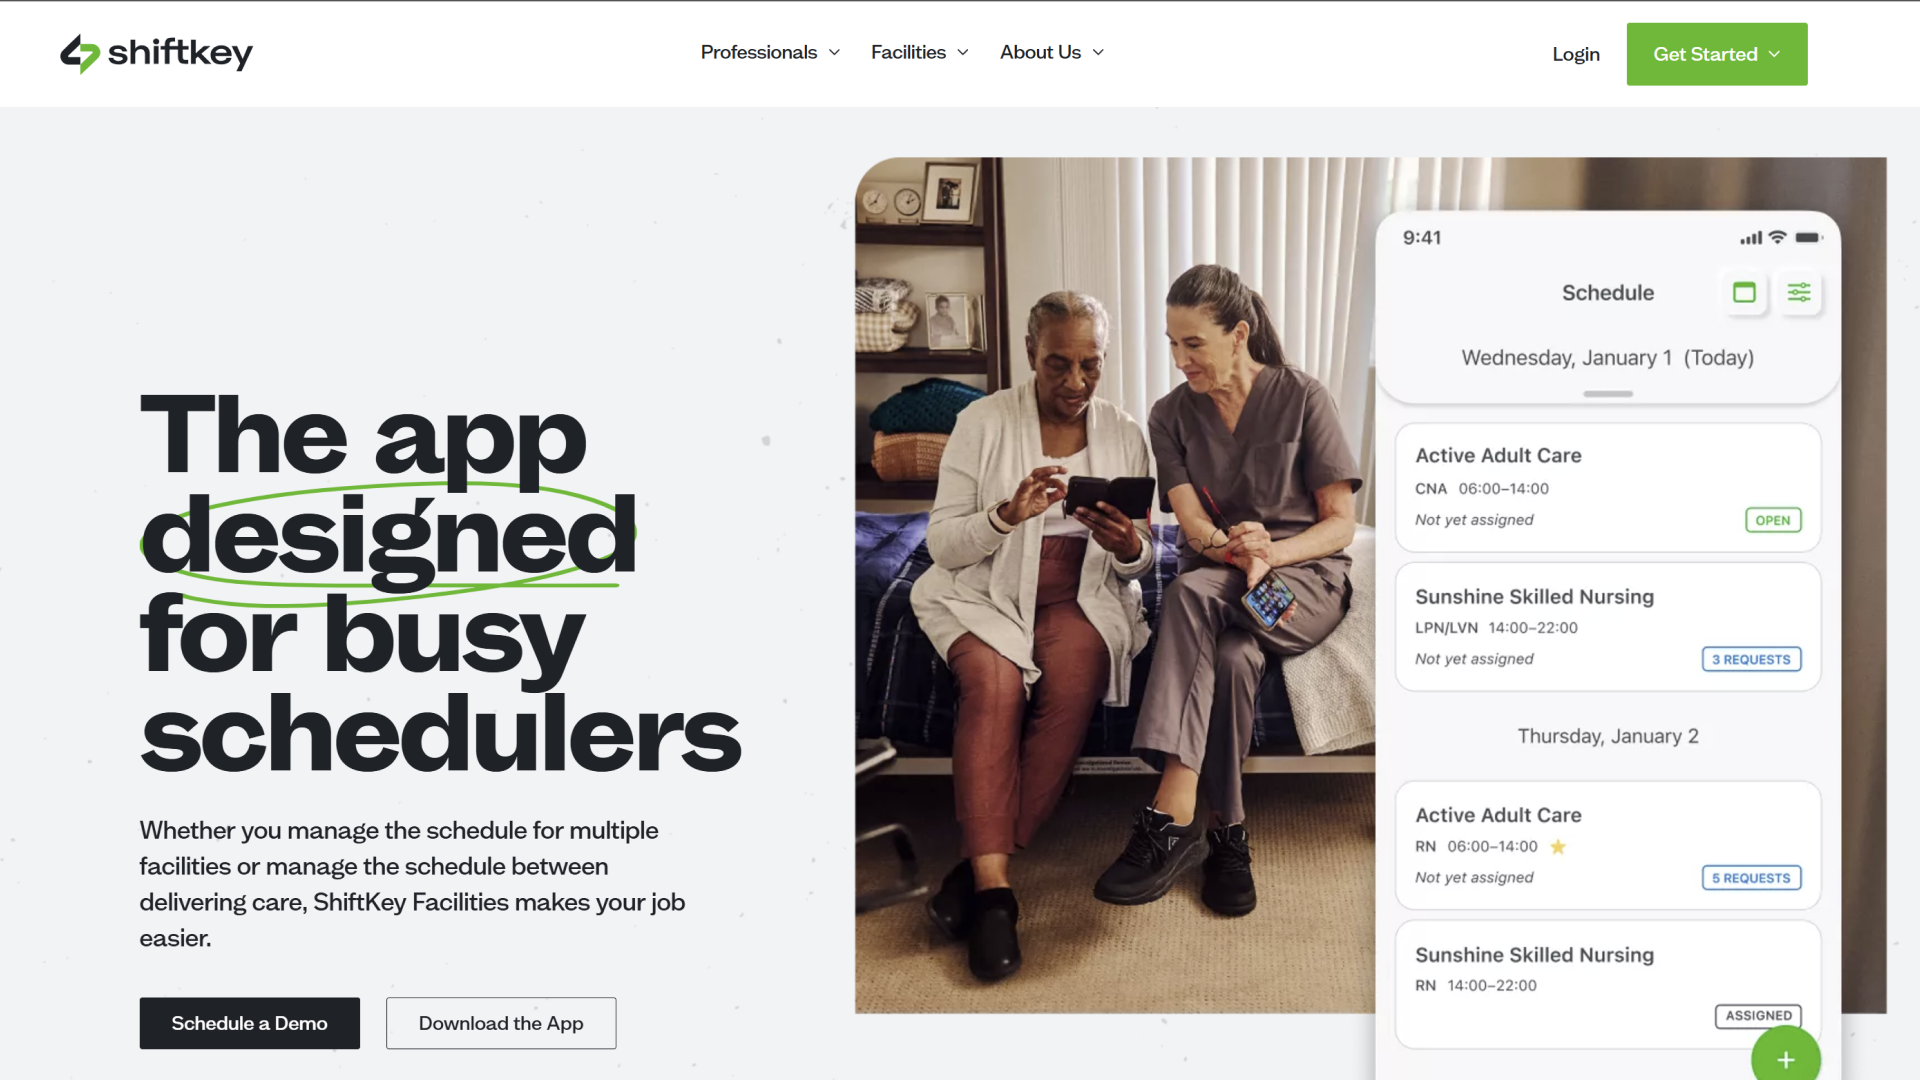 shiftkey
Professionals
Facilities
About Us
Login
Get Started
The app
designed
for busy
schedulers
Whether you manage the schedule for multiple
facilities or manage the schedule between
delivering care, ShiftKey Facilities makes your job
easier.
Schedule a Demo
Download the App
9:41
Schedule
Wednesday, January 1 (Today)
Active Adult Care
CNA 06:00–14:00
Not yet assigned
OPEN
Sunshine Skilled Nursing
LPN/LVN 14:00–22:00
Not yet assigned
3 REQUESTS
Thursday, January 2
Active Adult Care
RN 06:00–14:00
Not yet assigned
5 REQUESTS
Sunshine Skilled Nursing
RN 14:00–22:00
ASSIGNED
+